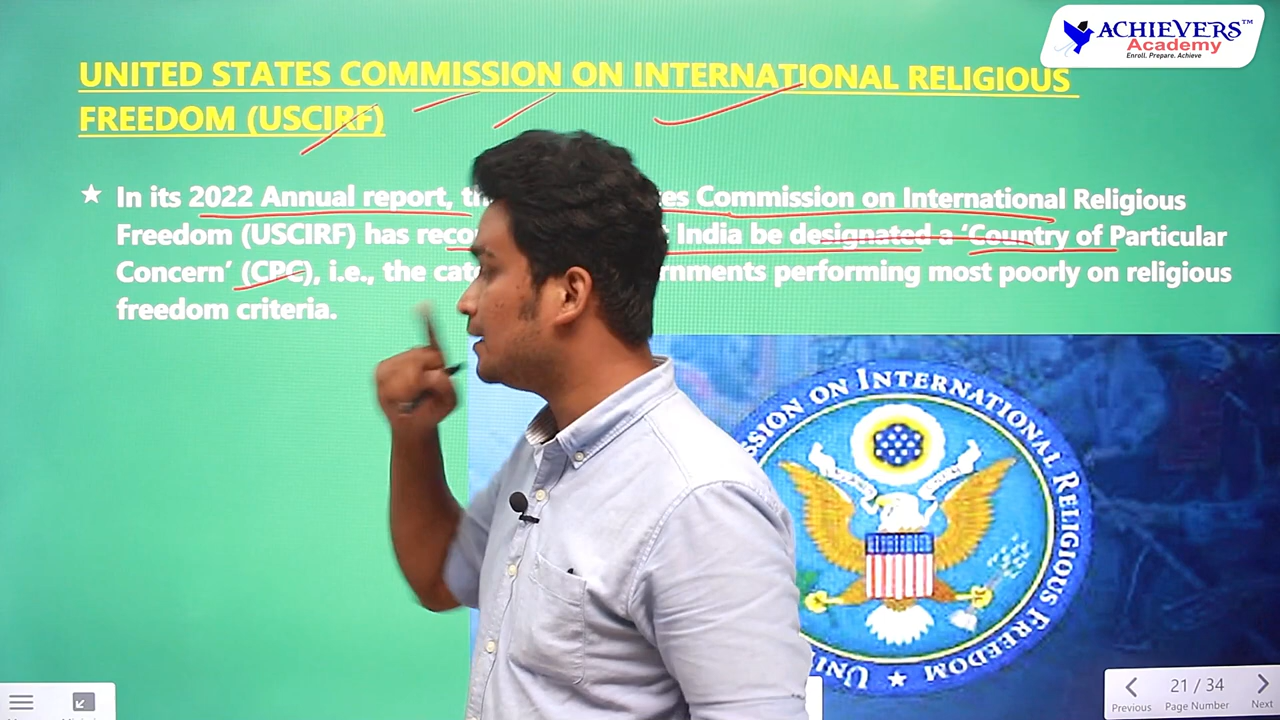 ACHIEVERS™
Academy
Enroll. Prepare. Achieve
UNITED STATES COMMISSION ON INTERNATIONAL RELIGIOUS
FREEDOM (USCIRF)
★ In its 2022 Annual report, Commission on International Religious
Freedom (USCIRF) has India be designated a ‘Country of Particular
Concern’ (CPC), i.e., the performing most poorly on religious
freedom criteria.
ON INTERNATIONAL RELIGIOUS FREEDOM ★
21 / 34
Previous Page Number Next